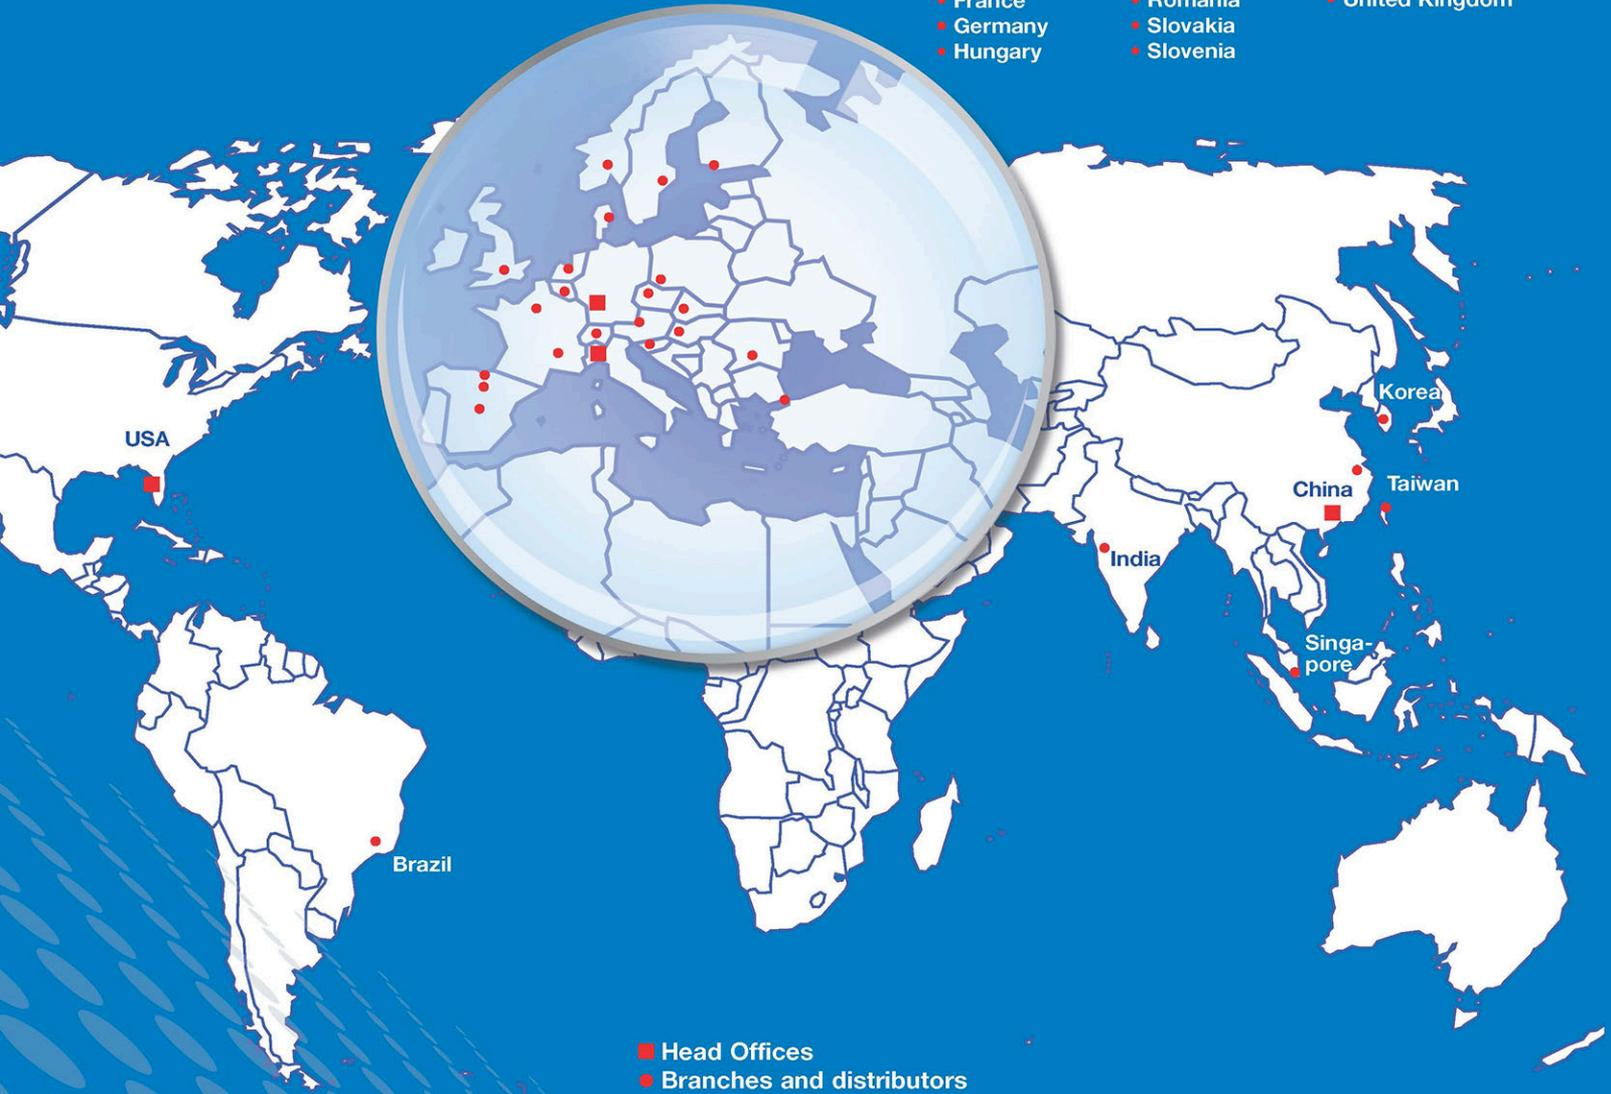 France
Romania
United Kingdom
Germany
Slovakia
Hungary
Slovenia
Korea
USA
Taiwan
China
India
Singa-
pore
Brazil
Head Offices
Branches and distributors